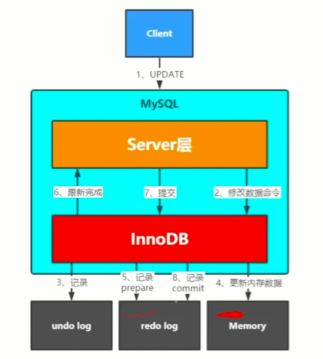 Client
1、UPDATE
MySQL
Server层
6、跟新完成
7、提交
2、修改数据命令
InnoDB
3、记录
5、记录
prepare
8、记录
commit
4、更新内存数据
undo log
redo log
Memory